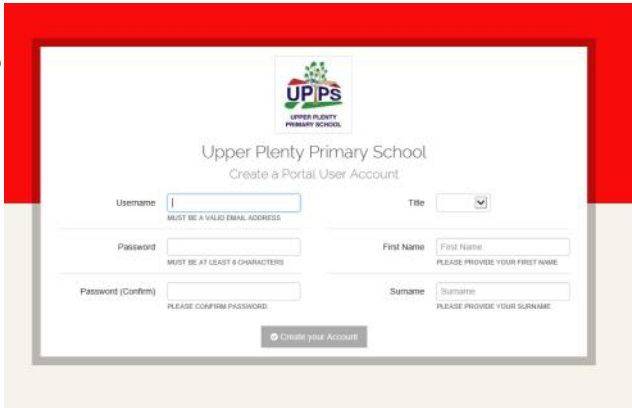 UPPS
UPPER PLENTY
PRIMARY SCHOOL
Upper Plenty Primary School
Create a Portal User Account
Username
MUST BE A VALID EMAIL ADDRESS
Title
Password
MUST BE AT LEAST 6 CHARACTERS
First Name
First Name
PLEASE PROVIDE YOUR FIRST NAME
Password (Confirm)
PLEASE CONFIRM PASSWORD
Surname
Surname
PLEASE PROVIDE YOUR SURNAME
Create your Account